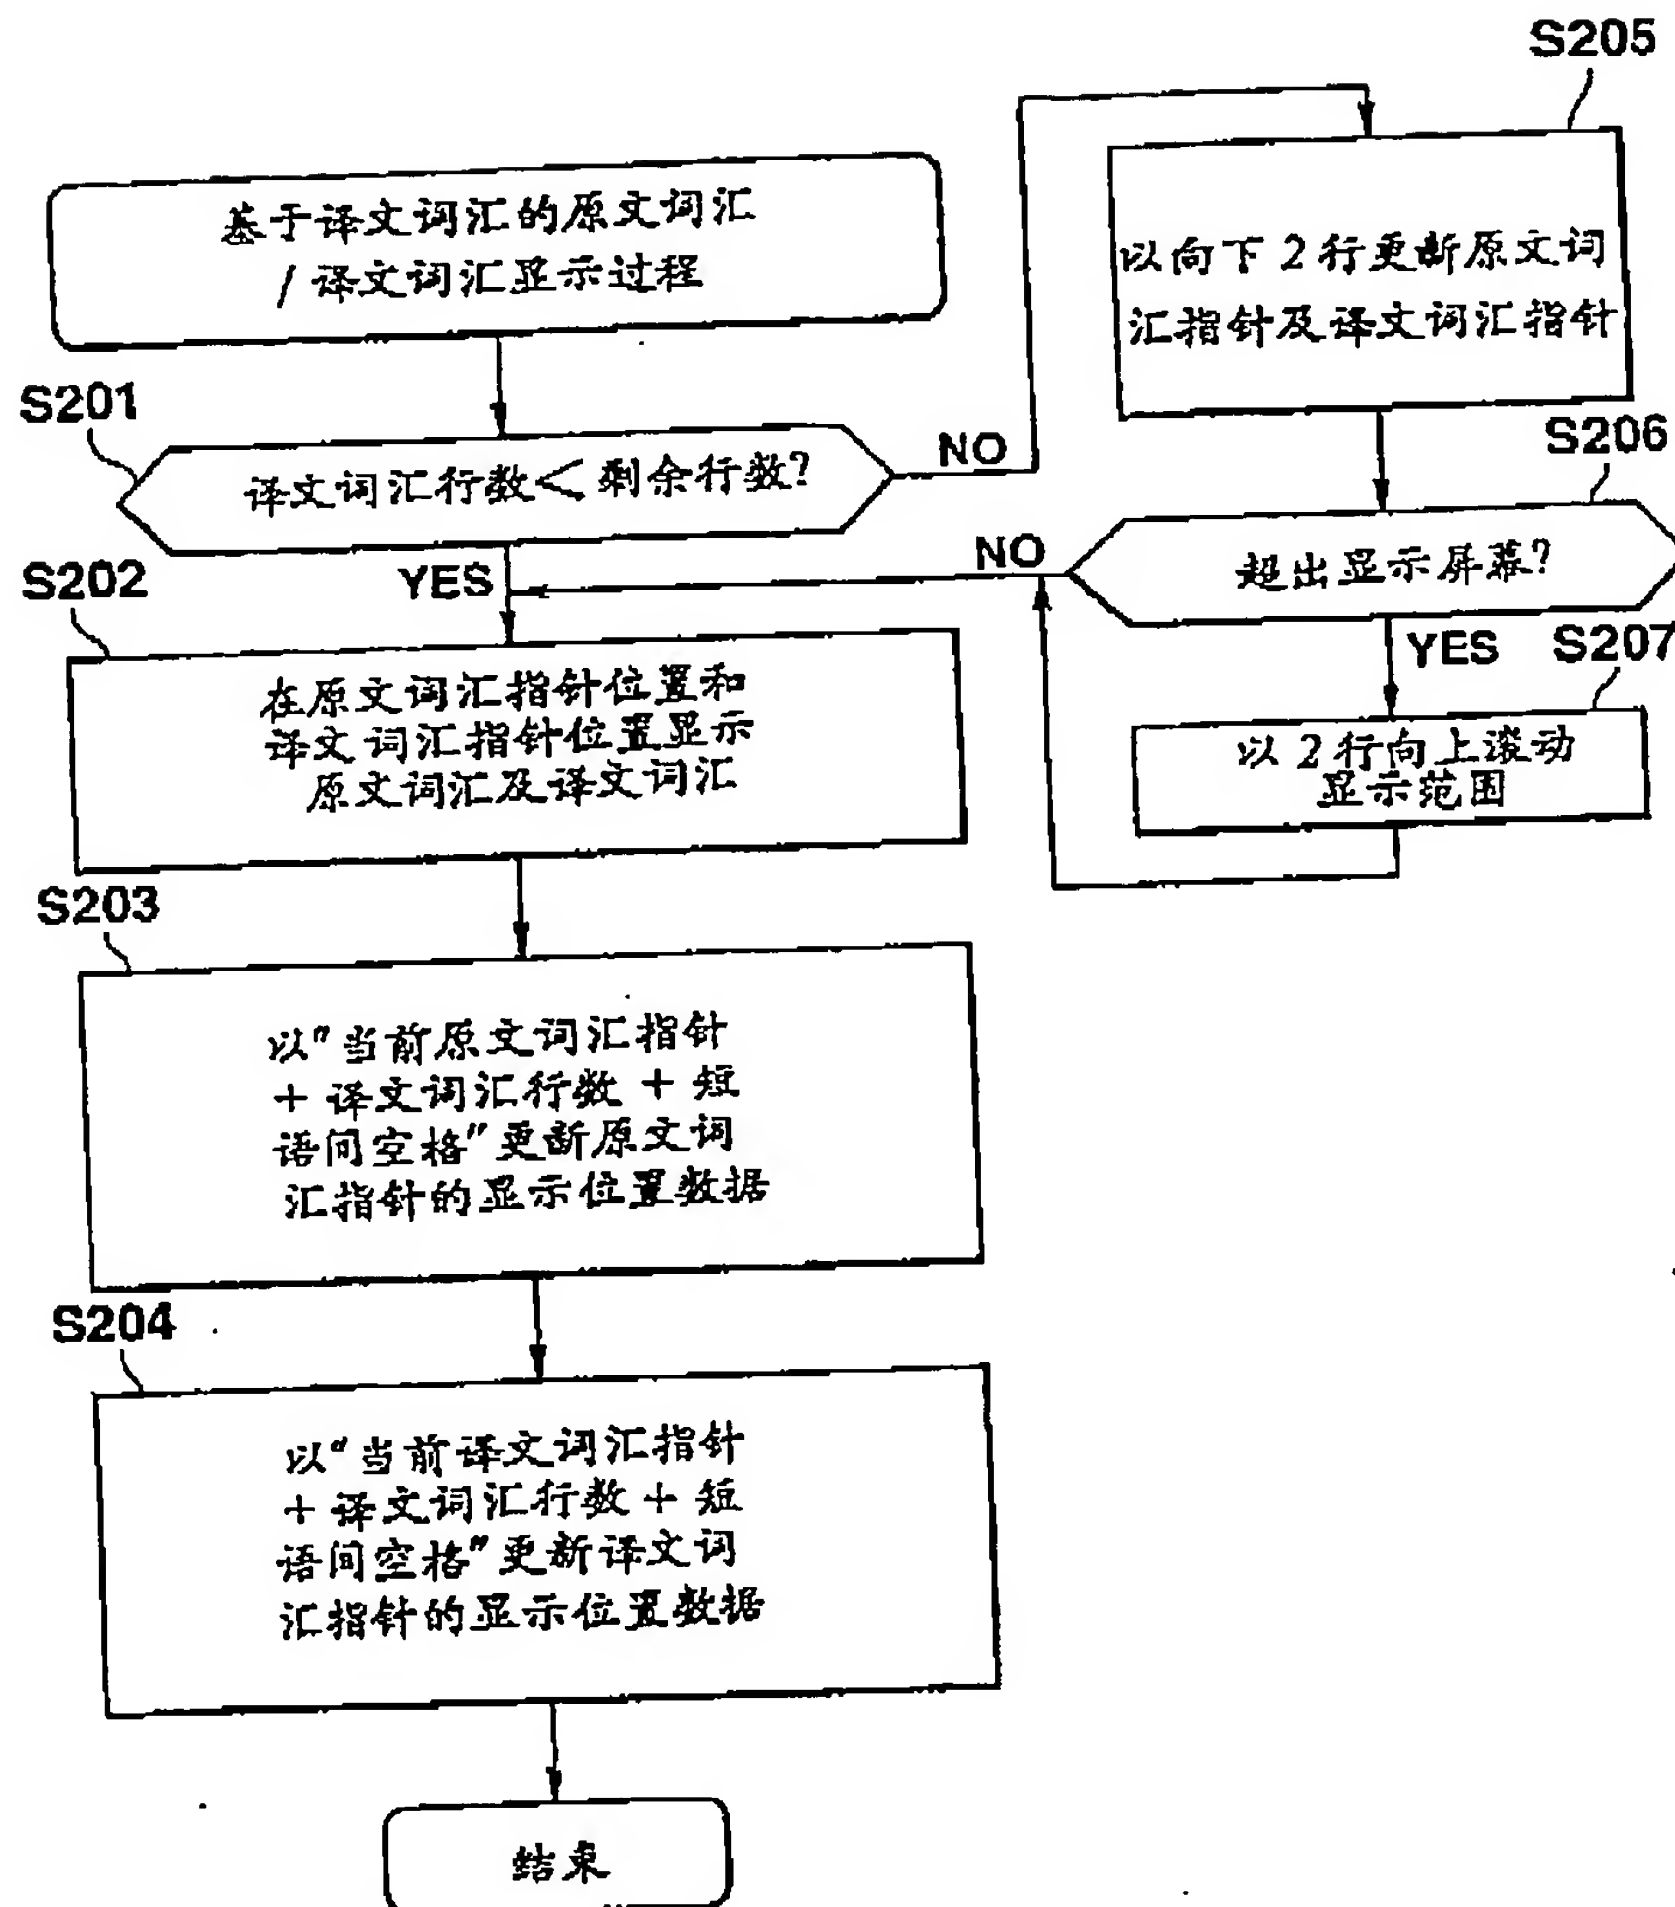 基于译文词汇的原文词汇
/译文词汇显示过程
S201
译文词汇行数<剩余行数?
NO
YES
S202
在原文词汇指针位置和
译文词汇指针位置显示
原文词汇及译文词汇
S203
以"当前原文词汇指针
+译文词汇行数+短
语间空格"更新原文词
汇指针的显示位置数据
S204
以"当前译文词汇指针
+译文词汇行数+短
语间空格"更新译文词
汇指针的显示位置数据
结束
S205
以向下2行更新原文词
汇指针及译文词汇指针
S206
超出显示屏幕?
NO
YES
S207
以2行向上滚动
显示范围